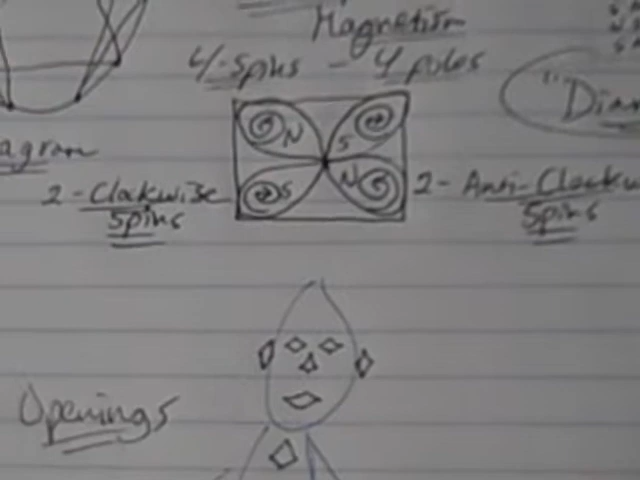 Magnetism
4-Spins - 4 poles
"Diam
agram
N S
S N
2-Clockwise
Spins
2-Anti-Clockw
Spins
Openings